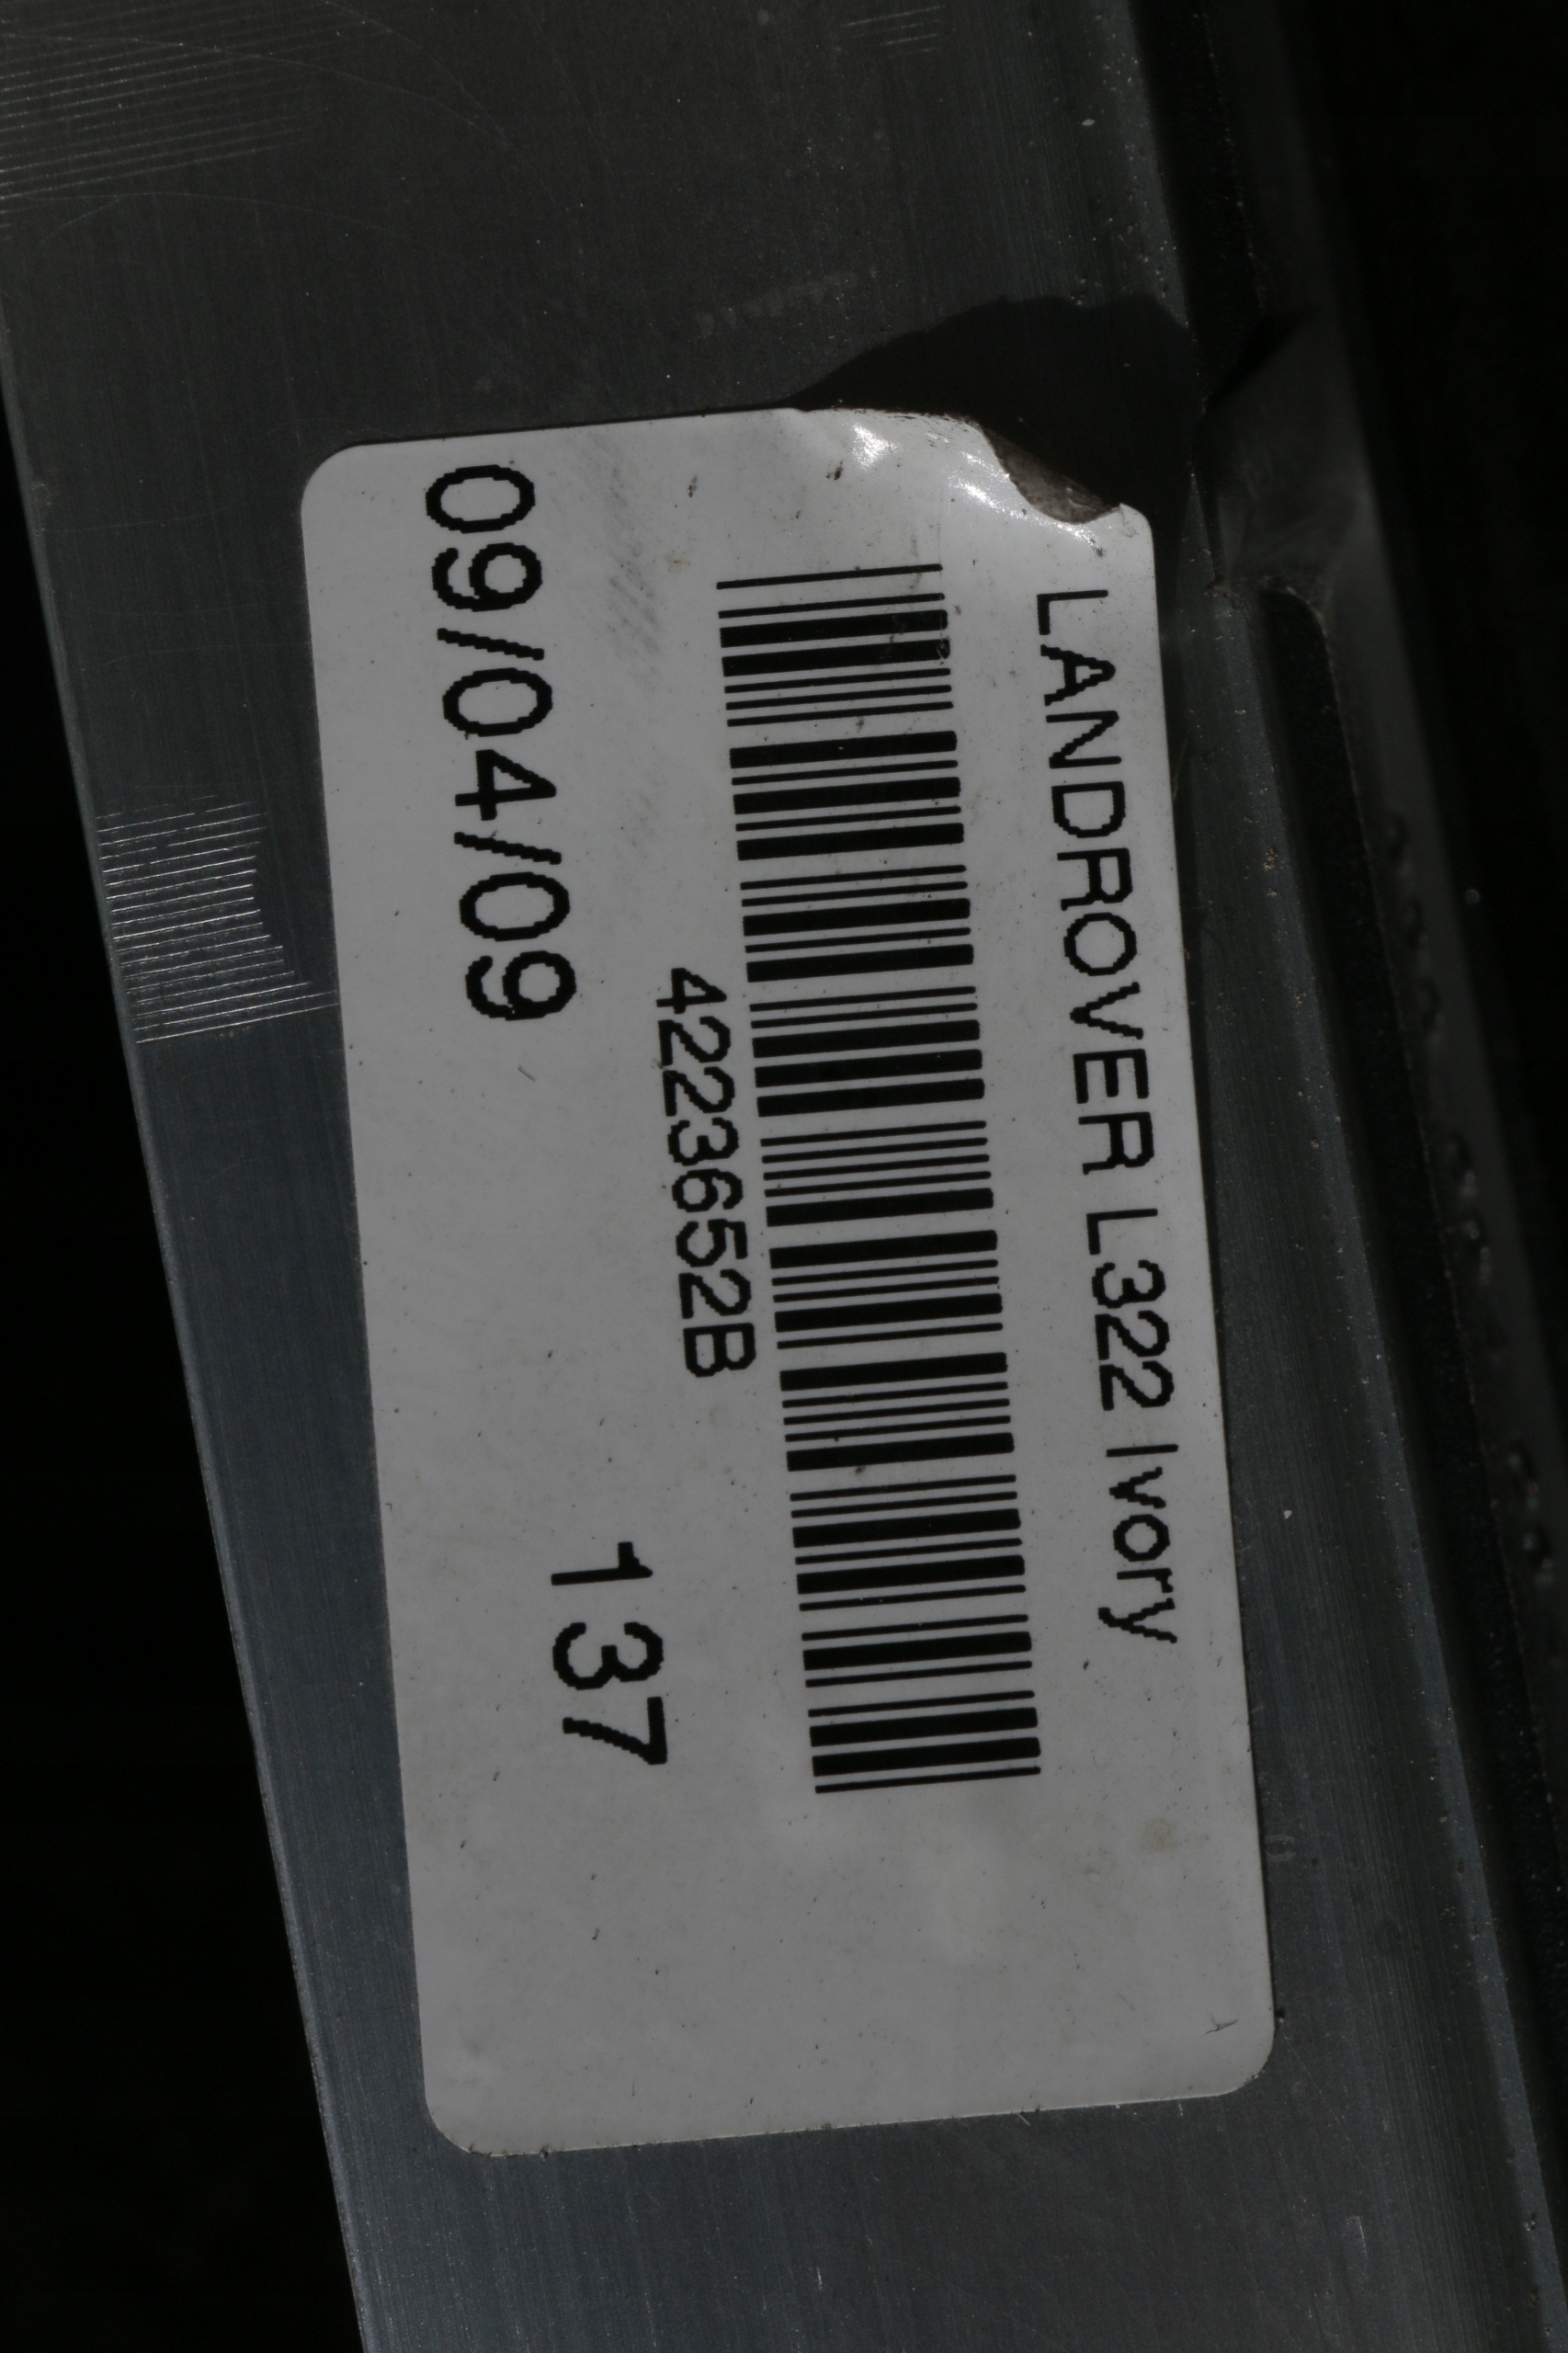 LANDROVER L322 Ivory
4223652B
137
09/04/09